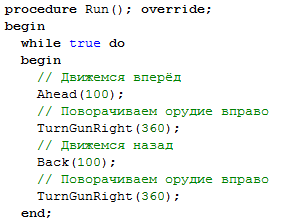 procedure Run(); override;
begin
  while true do
  begin
    // Движемся вперёд
    Ahead(100);
    // Поворачиваем орудие вправо
    TurnGunRight(360);
    // Движемся назад
    Back(100);
    // Поворачиваем орудие вправо
    TurnGunRight(360);
  end;